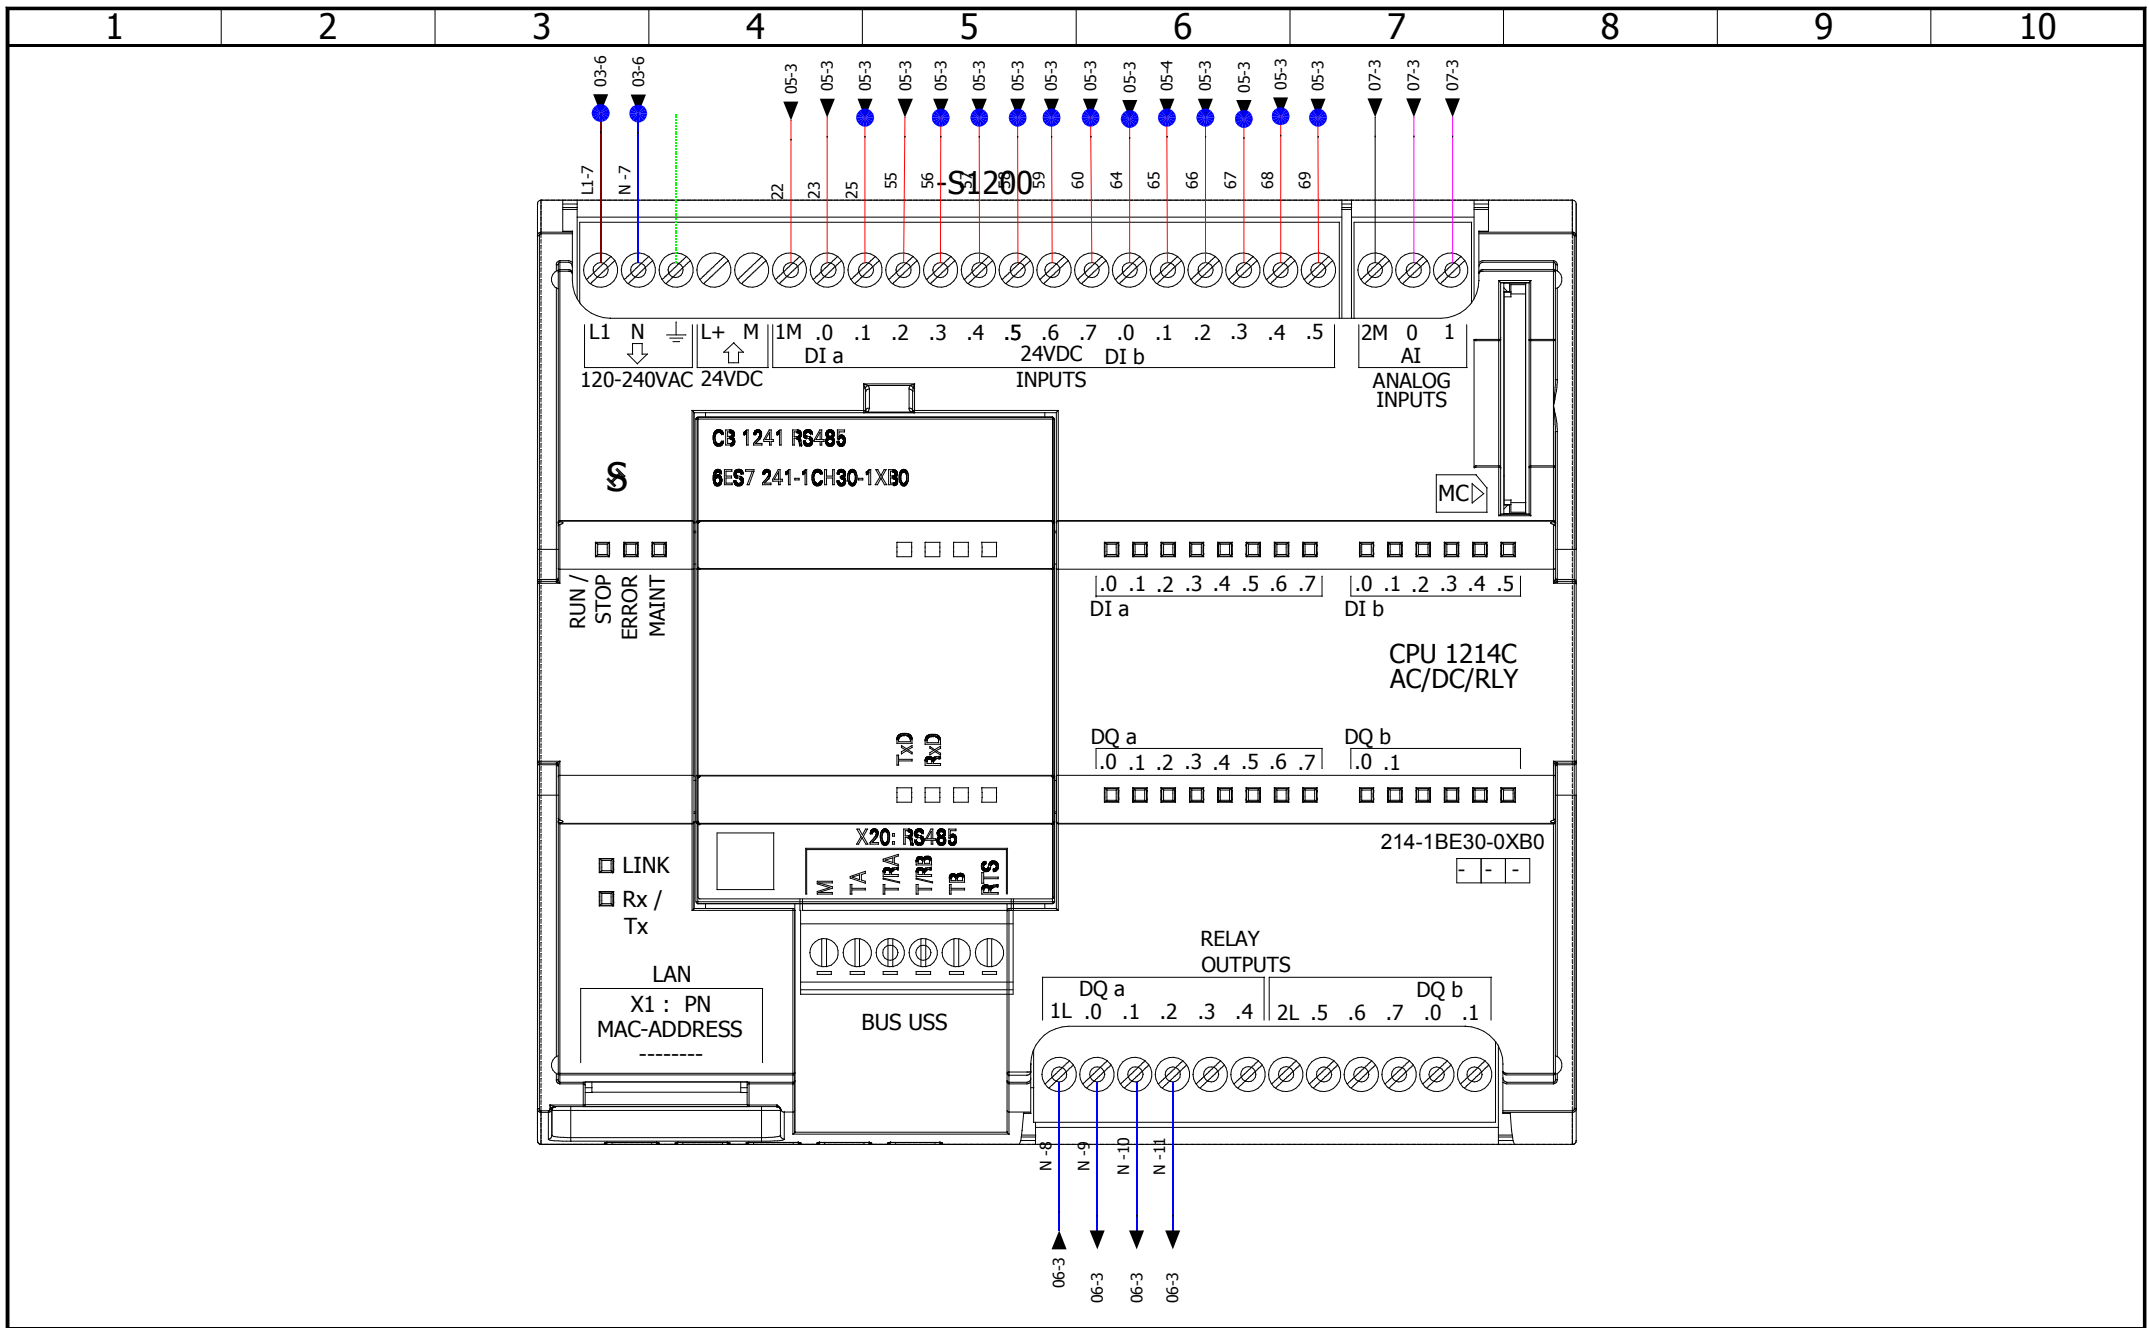 1 2 3 4 5 6 7 8 9 10
03-6 03-6 05-3 05-3 05-3 05-3 05-3 05-3 05-3 05-3 05-3 05-3 05-4 05-3 05-3 05-3 05-3 07-3 07-3 07-3
L1-7 N -7 22 23 25 55 56 59 60 64 65 66 67 68 69
-S1200
L1 N L+ M 1M .0 .1 .2 .3 .4 .5 .6 .7 .0 .1 .2 .3 .4 .5 2M 0 1
DI a 24VDC DI b AI
120-240VAC 24VDC INPUTS ANALOG
INPUTS
CB 1241 RS485
6ES7 241-1CH30-1XB0
MC
RUN /
STOP
ERROR
MAINT
.0 .1 .2 .3 .4 .5 .6 .7 .0 .1 .2 .3 .4 .5
DI a DI b
CPU 1214C
AC/DC/RLY
TxD
RxD
DQ a DQ b
.0 .1 .2 .3 .4 .5 .6 .7 .0 .1
X20: RS485
214-1BE30-0XB0
- - -
LINK
Rx /
Tx
M TA T/RA T/RB TB RTS
RELAY
OUTPUTS
LAN
X1 : PN
MAC-ADDRESS
--------
BUS USS
DQ a DQ b
1L .0 .1 .2 .3 .4 2L .5 .6 .7 .0 .1
N -8 N -9 N -10 N -11
06-3 06-3 06-3 06-3